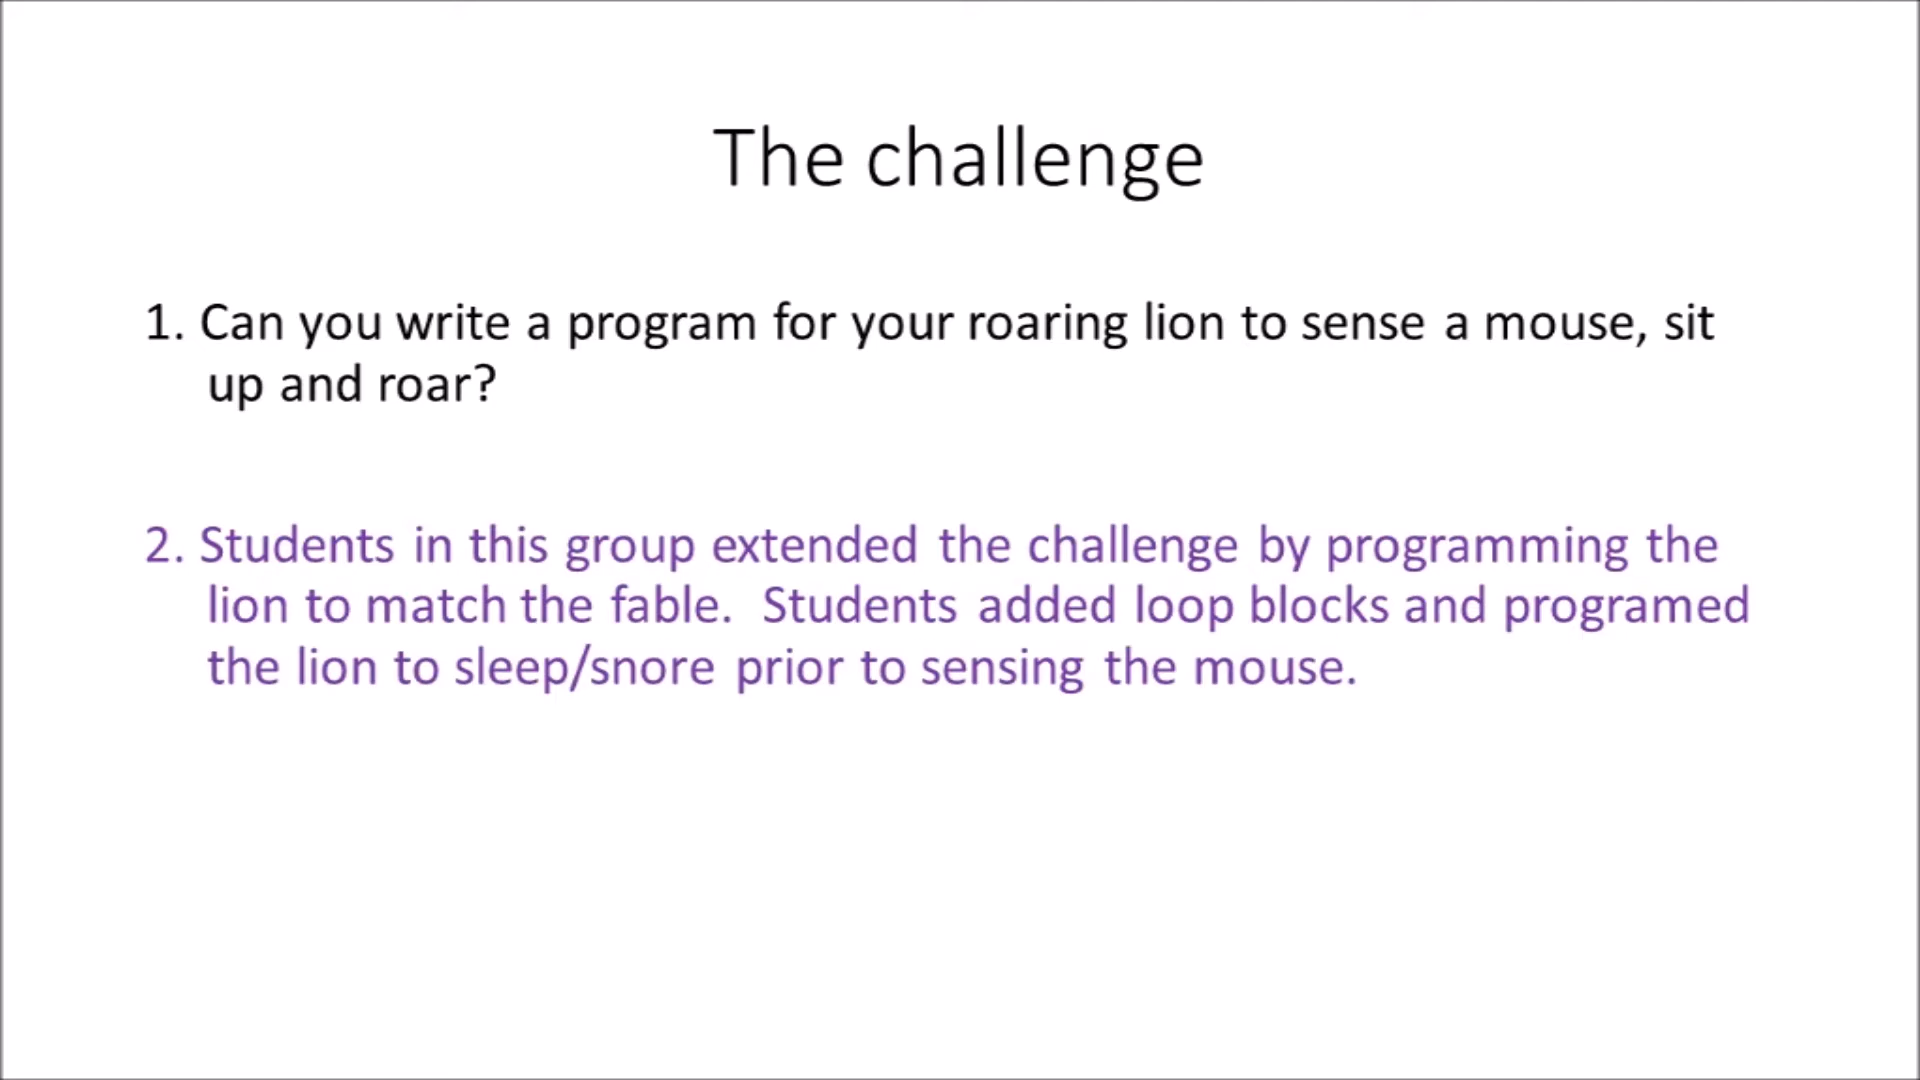 The challenge
1. Can you write a program for your roaring lion to sense a mouse, sit
up and roar?
2. Students in this group extended the challenge by programming the
lion to match the fable.  Students added loop blocks and programed
the lion to sleep/snore prior to sensing the mouse.